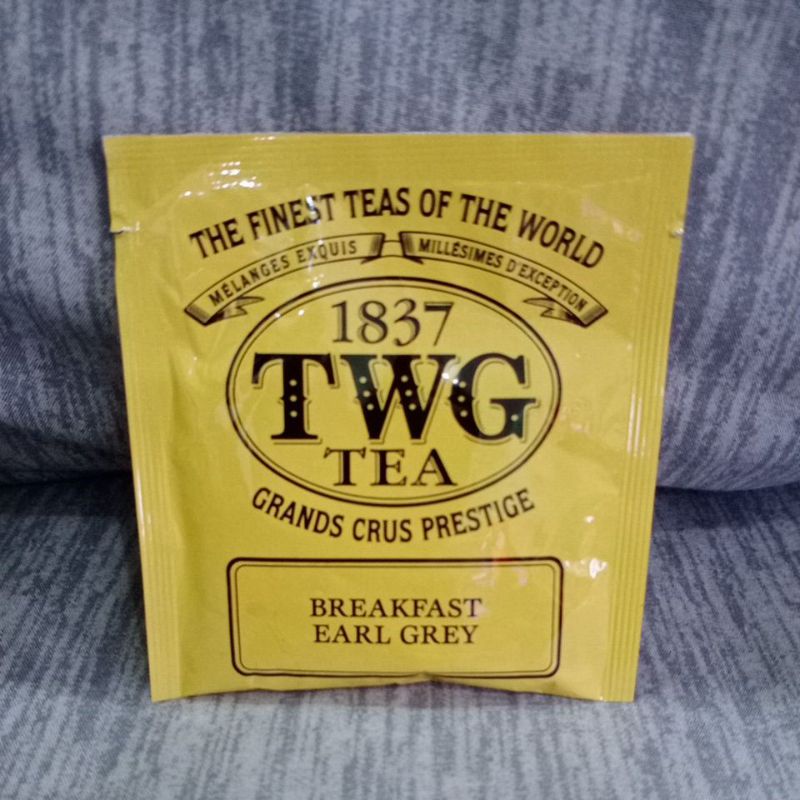 THE FINEST TEAS OF THE WORLD
MÉLANGES EXQUIS MILLÉSIMES D'EXCEPTION
1837
TWG
TEA
GRANDS CRUS PRESTIGE
BREAKFAST
EARL GREY